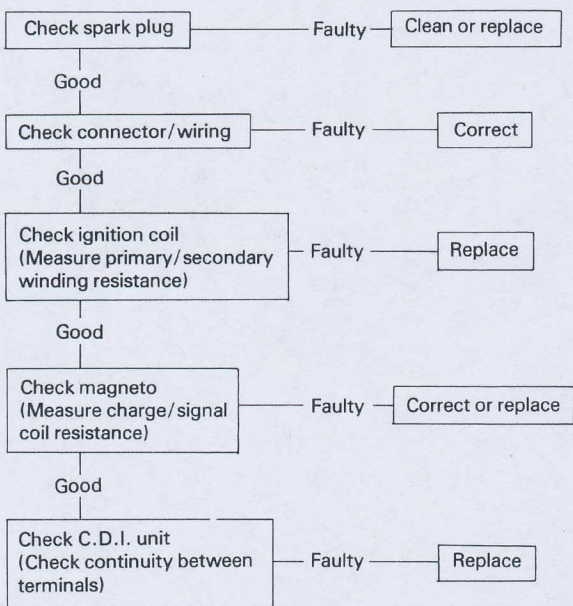 Check spark plug Faulty Clean or replace
Good
Check connector/wiring Faulty Correct
Good
Check ignition coil
(Measure primary/secondary Faulty Replace
winding resistance)
Good
Check magneto
(Measure charge/signal Faulty Correct or replace
coil resistance)
Good
Check C.D.I. unit
(Check continuity between Faulty Replace
terminals)